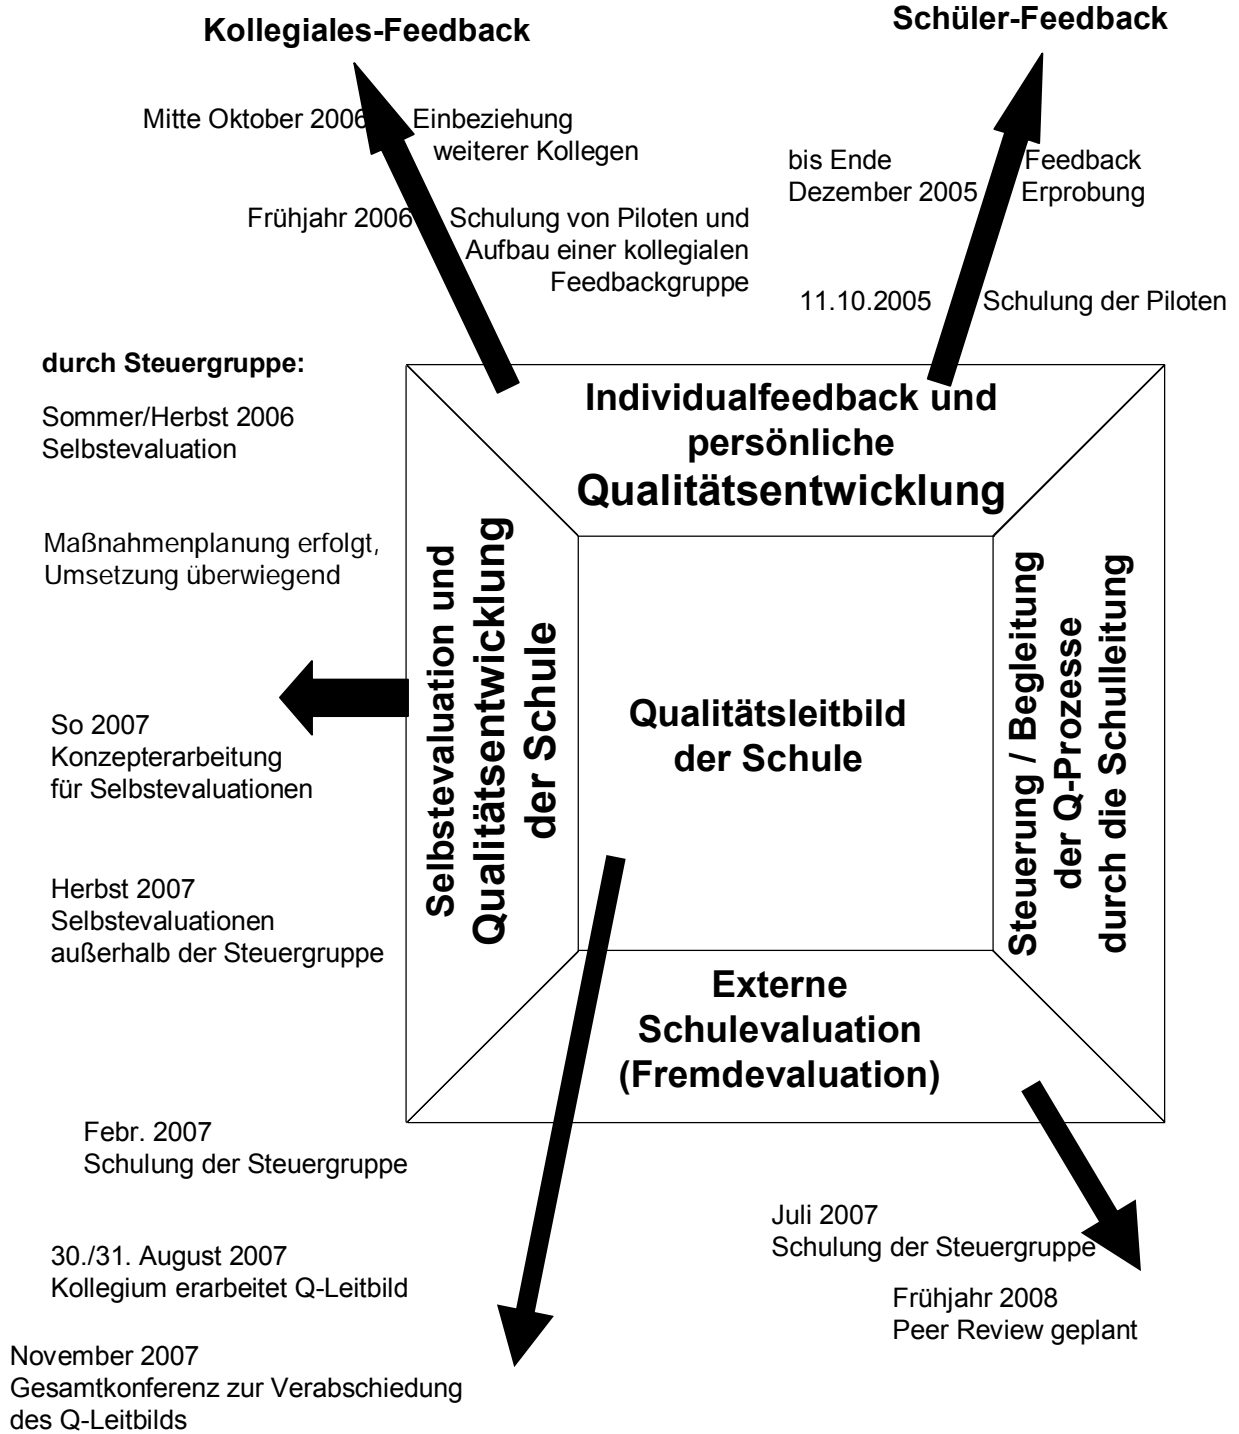 Kollegiales-Feedback
Schüler-Feedback
Mitte Oktober 2006
Einbeziehung
weiterer Kollegen
Frühjahr 2006
Schulung von Piloten und
Aufbau einer kollegialen
Feedbackgruppe
bis Ende
Dezember 2005
Feedback
Erprobung
11.10.2005
Schulung der Piloten
durch Steuergruppe:
Sommer/Herbst 2006
Selbstevaluation
Maßnahmenplanung erfolgt,
Umsetzung überwiegend
So 2007
Konzepterarbeitung
für Selbstevaluationen
Herbst 2007
Selbstevaluationen
außerhalb der Steuergruppe
Individualfeedback und
persönliche
Qualitätsentwicklung
Selbstevaluation und
Qualitätsentwicklung
der Schule
Qualitätsleitbild
der Schule
Steuerung / Begleitung
der Q-Prozesse
durch die Schulleitung
Externe
Schulevaluation
(Fremdevaluation)
Febr. 2007
Schulung der Steuergruppe
30./31. August 2007
Kollegium erarbeitet Q-Leitbild
November 2007
Gesamtkonferenz zur Verabschiedung
des Q-Leitbilds
Juli 2007
Schulung der Steuergruppe
Frühjahr 2008
Peer Review geplant